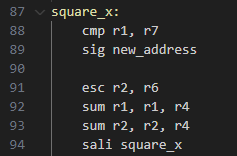 87 square_x:
88 cmp r1, r7
89 sig new_address
90
91 esc r2, r6
92 sum r1, r1, r4
93 sum r2, r2, r4
94 sali square_x